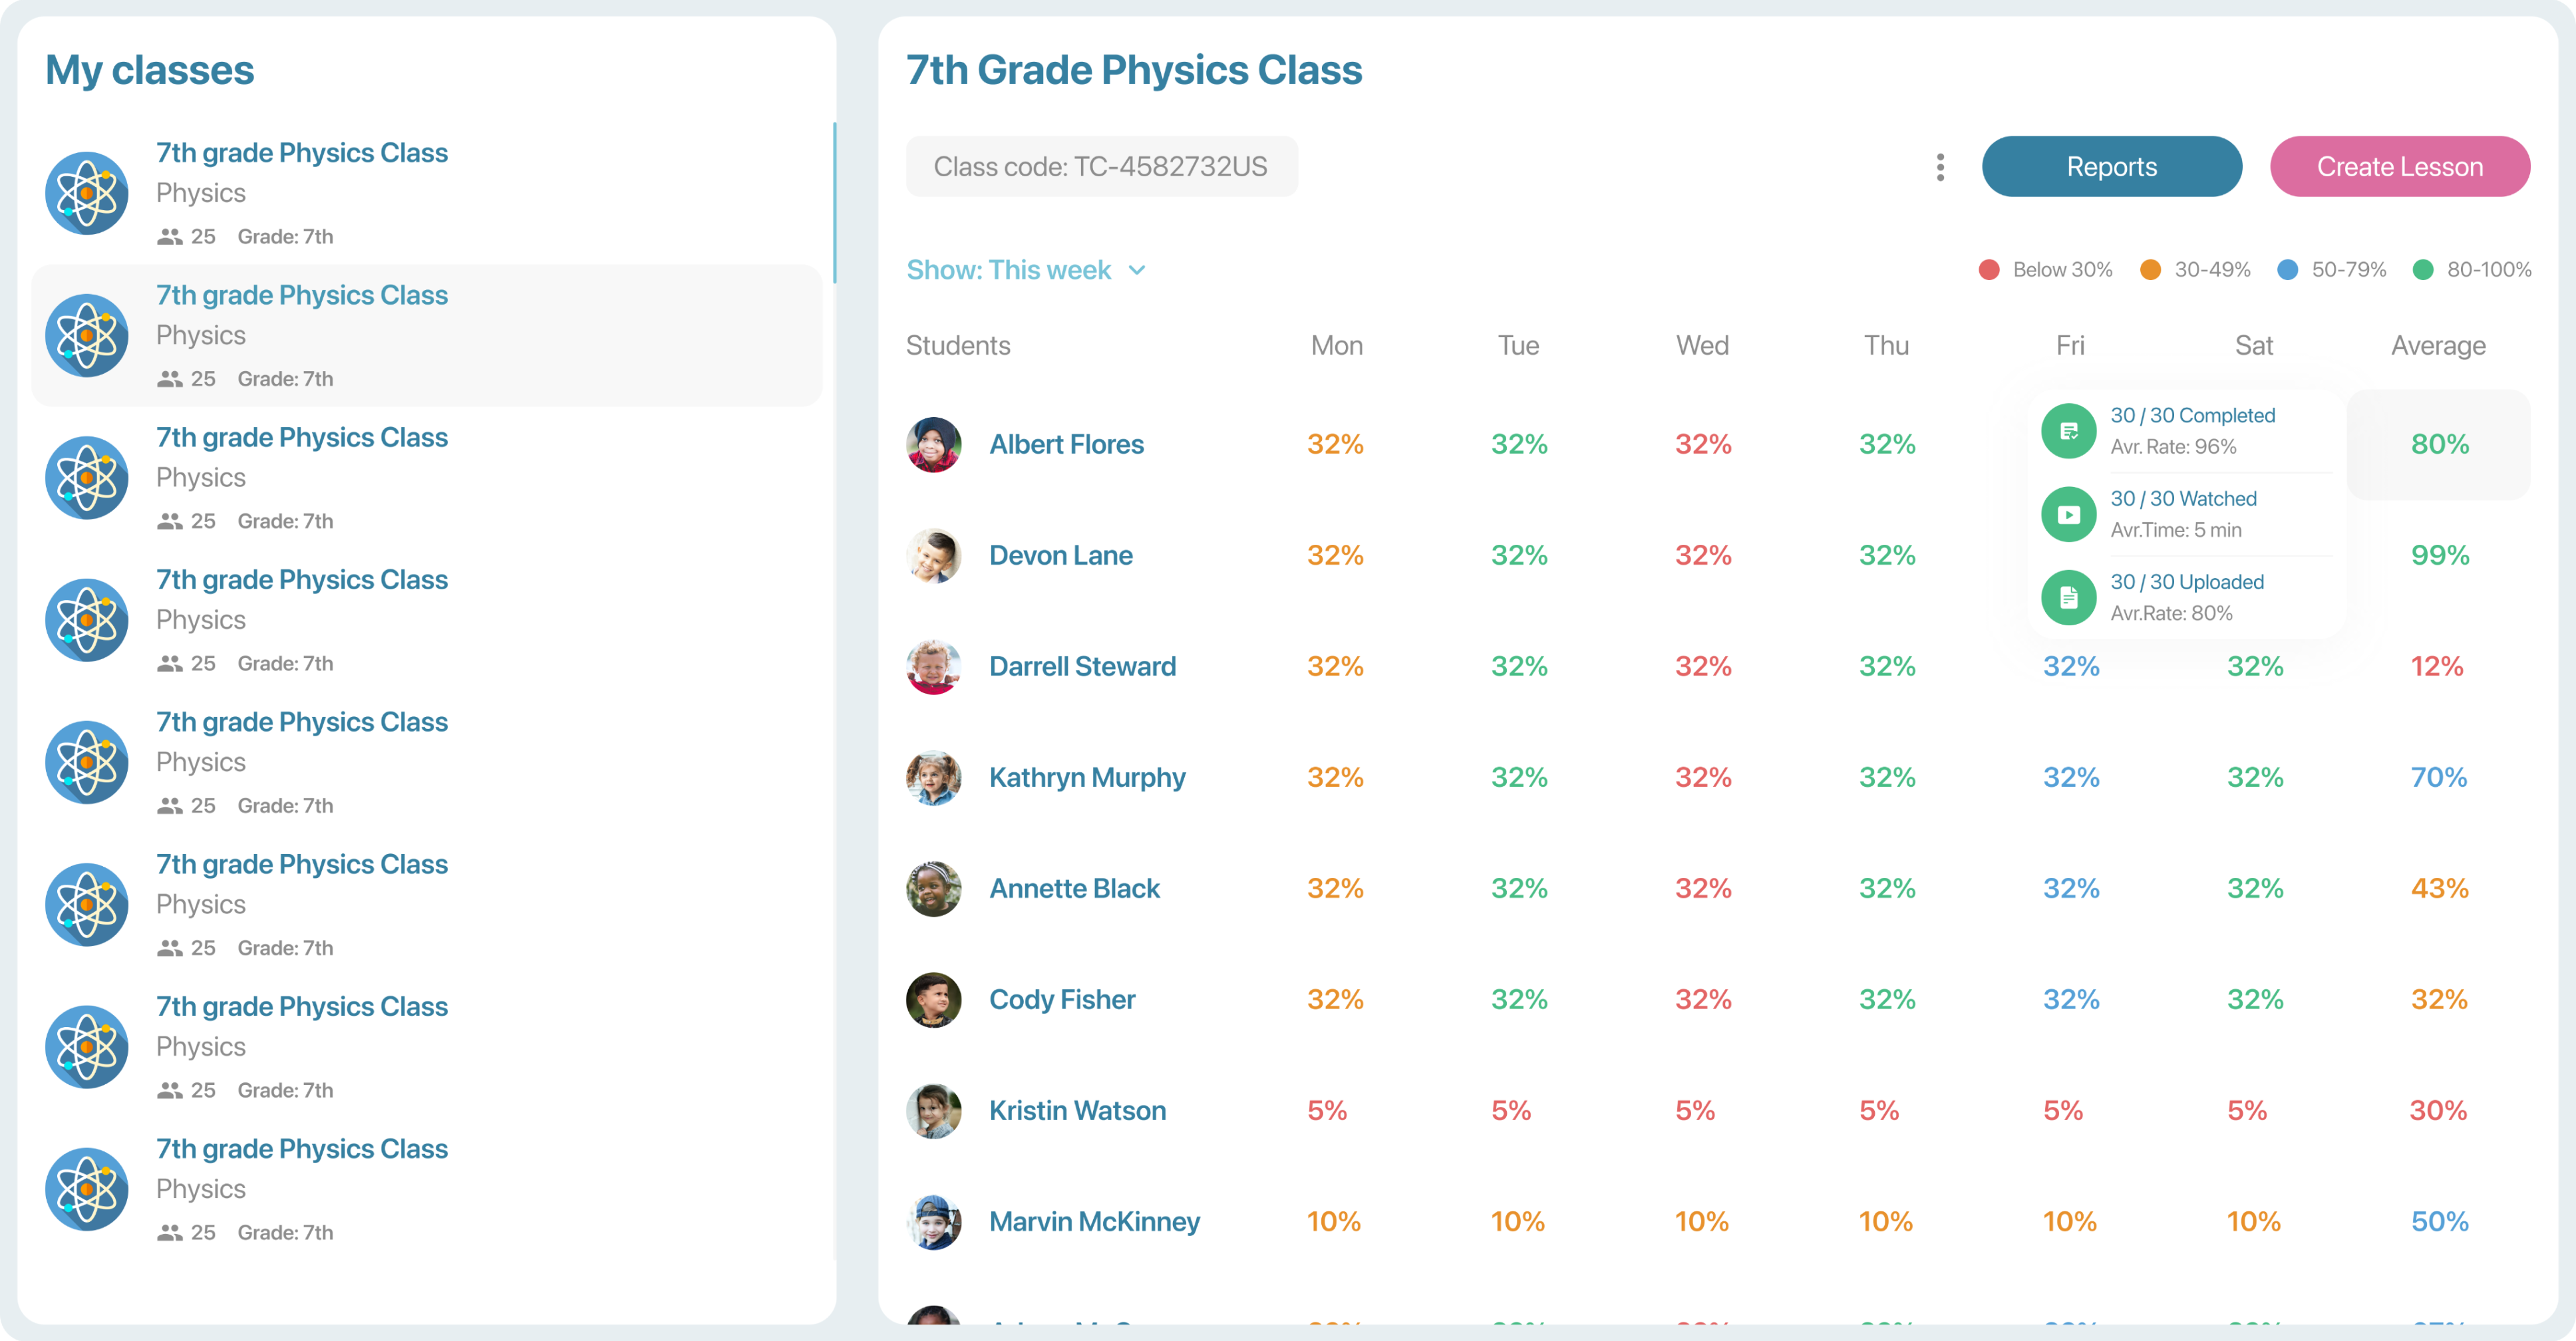 My classes
7th grade Physics Class
Physics
25 Grade: 7th
7th grade Physics Class
Physics
25 Grade: 7th
7th grade Physics Class
Physics
25 Grade: 7th
7th grade Physics Class
Physics
25 Grade: 7th
7th grade Physics Class
Physics
25 Grade: 7th
7th grade Physics Class
Physics
25 Grade: 7th
7th grade Physics Class
Physics
25 Grade: 7th
7th grade Physics Class
Physics
25 Grade: 7th
7th Grade Physics Class
Class code: TC-4582732US
Reports
Create Lesson
Show: This week
Below 30% 30-49% 50-79% 80-100%
Students Mon Tue Wed Thu Fri Sat Average
Albert Flores 32% 32% 32% 32% 80%
30 / 30 Completed
Avr. Rate: 96%
30 / 30 Watched
Avr.Time: 5 min
30 / 30 Uploaded
Avr.Rate: 80%
Devon Lane 32% 32% 32% 32% 99%
Darrell Steward 32% 32% 32% 32% 32% 32% 12%
Kathryn Murphy 32% 32% 32% 32% 32% 32% 70%
Annette Black 32% 32% 32% 32% 32% 32% 43%
Cody Fisher 32% 32% 32% 32% 32% 32% 32%
Kristin Watson 5% 5% 5% 5% 5% 5% 30%
Marvin McKinney 10% 10% 10% 10% 10% 10% 50%